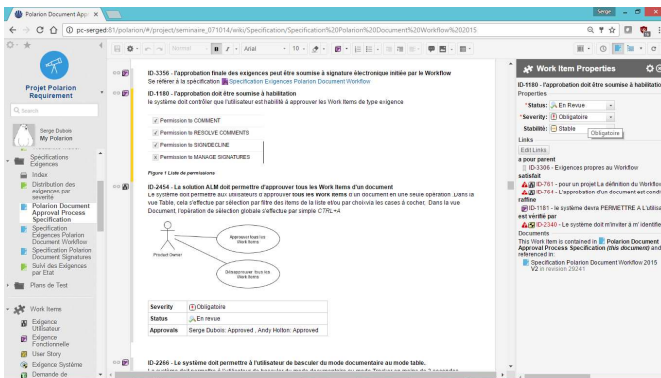 Polarion Document App
Serge
pc-serged:81/polarion/#/project/seminaire_071014/wiki/Specification/Specification%20Polarion%20Document%20Workflow%202015
Normal
B
I
Arial
10
Projet Polarion
Requirement
Search
Serge Dubois
My Polarion
Spécifications
Exigences
Index
Distribution des
exigences par
severité
Polarion Document
Approval Process
Specification
Specification
Exigences Polarion
Document Workflow
Specification Polarion
Document Signatures
Suivi des Exigences
par Etat
Plans de Test
Work Items
Exigence
Utilisateur
Exigence
Fonctionnelle
User Story
Exigence Système
Demande de
ID-3356 - l'approbation finale des exigences peut être soumise à signature électronique initiée par le Workflow
Se référer à la spécification Specification Exigences Polarion Document Workflow
ID-1180 - l'approbation doit être soumise à habilitation
le système doit contrôler que l'utilisateur est habilité à approuver les Work Items de type exigence
Permission to COMMENT
Permission to RESOLVE COMMENTS
Permission to SIGN/DECLINE
Permission to MANAGE SIGNATURES
Figure 1 Liste de permissions
ID-2454 - La solution ALM doit permettre d'approuver tous les Work Items d'un document
Le système doit permettre aux utilisateurs d'approuver tous les work items d'un document en une seule opération. Dans la
vue Table, cela s'effectue par sélection par filtre des items de la liste et/ou par choix via les cases à cocher. Dans la vue
Document, l'opération de sélection globale s'effectue par simple CTRL+A
Product Owner
Approuver tous les
Work Items
Désapprouver tous les
Work Items
Severity Obligatoire
Status En revue
Approvals Serge Dubois: Approved , Andy Holton: Approved
ID-2266 - Le système doit permettre à l'utilisateur de basculer du mode documentaire au mode table.
Work Item Properties
ID-1180 - l'approbation doit être soumise à habilitatio
Properties
*Status: En Revue
*Severity: Obligatoire
Stabilité: Stable
Obligatoire
Links
Edit Links
a pour parent
ID-3306 - Exigences propres au Workflow
satisfait
ID-761 - pour un projet La définition du Workflow
ID-764 - L'approbation d'un document est condi
raffine
ID-1181 - le système devra PERMETTRE A L'utilisat
est vérifié par
ID-2340 - Le système doit m'inviter à m' identifie
Documents
This Work Item is contained in Polarion Document
Approval Process Specification (this document) and
referenced in:
Specification Polarion Document Workflow 2015
V2 in revision 29241